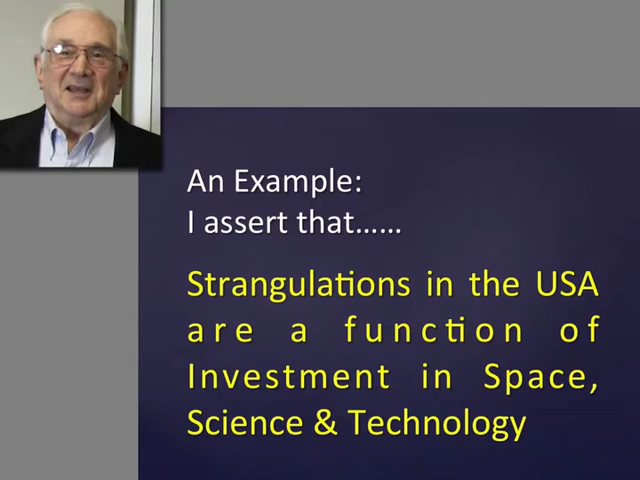 An Example:
I assert that......
Strangulations in the USA
are a function of
Investment in Space,
Science & Technology